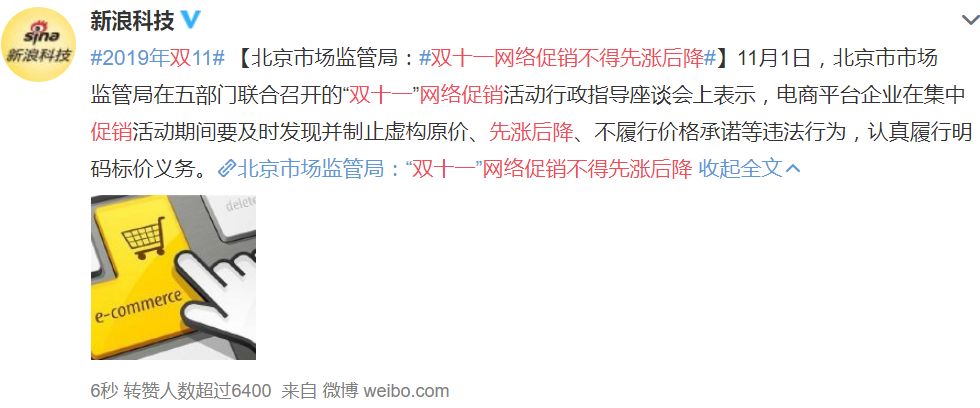 sina
新浪科技
新浪科技
#2019年双11# 【北京市场监管局：#双十一网络促销不得先涨后降#】11月1日，北京市市场
监管局在五部门联合召开的“双十一”网络促销活动行政指导座谈会上表示，电商平台企业在集中
促销活动期间要及时发现并制止虚构原价、先涨后降、不履行价格承诺等违法行为，认真履行明
码标价义务。北京市场监管局：“双十一”网络促销不得先涨后降 收起全文
delete
e-commerce
6秒 转赞人数超过6400 来自 微博 weibo.com